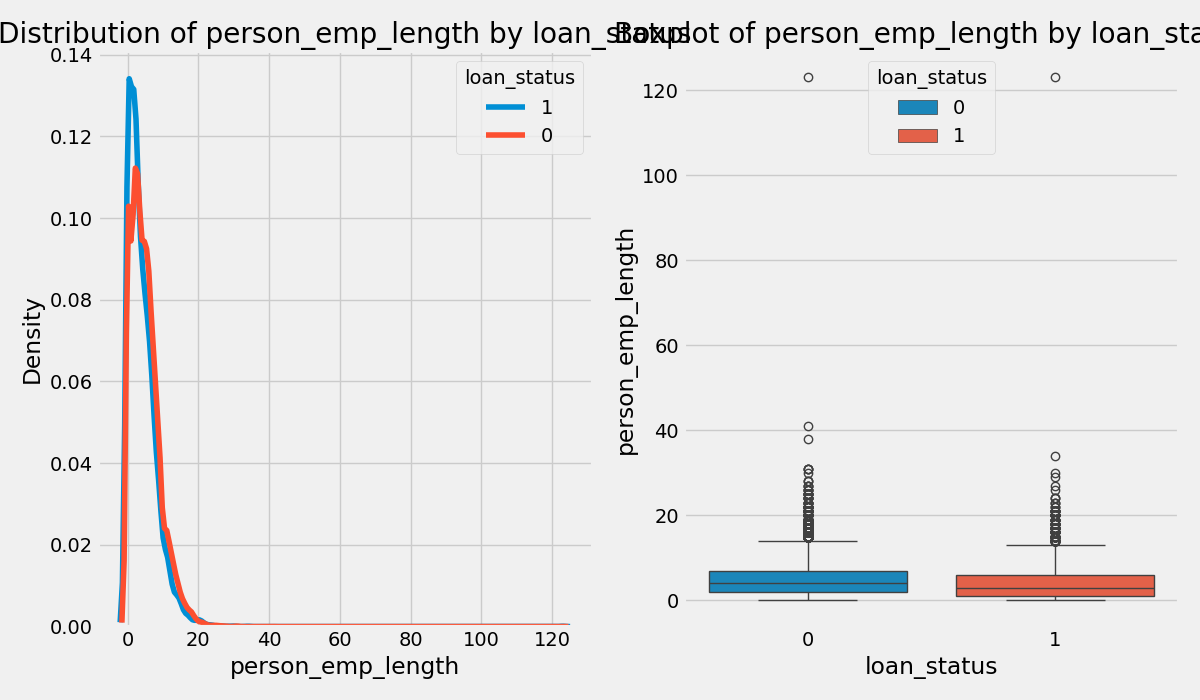 Distribution of person_emp_length by loan_status
Boxplot of person_emp_length by loan_sta
0.14
0.12
0.10
0.08
0.06
0.04
0.02
0.00
Density
0 20 40 60 80 100 120
person_emp_length
loan_status
1
0
120
100
80
60
40
20
0
person_emp_length
loan_status
0
1
0 1
loan_status